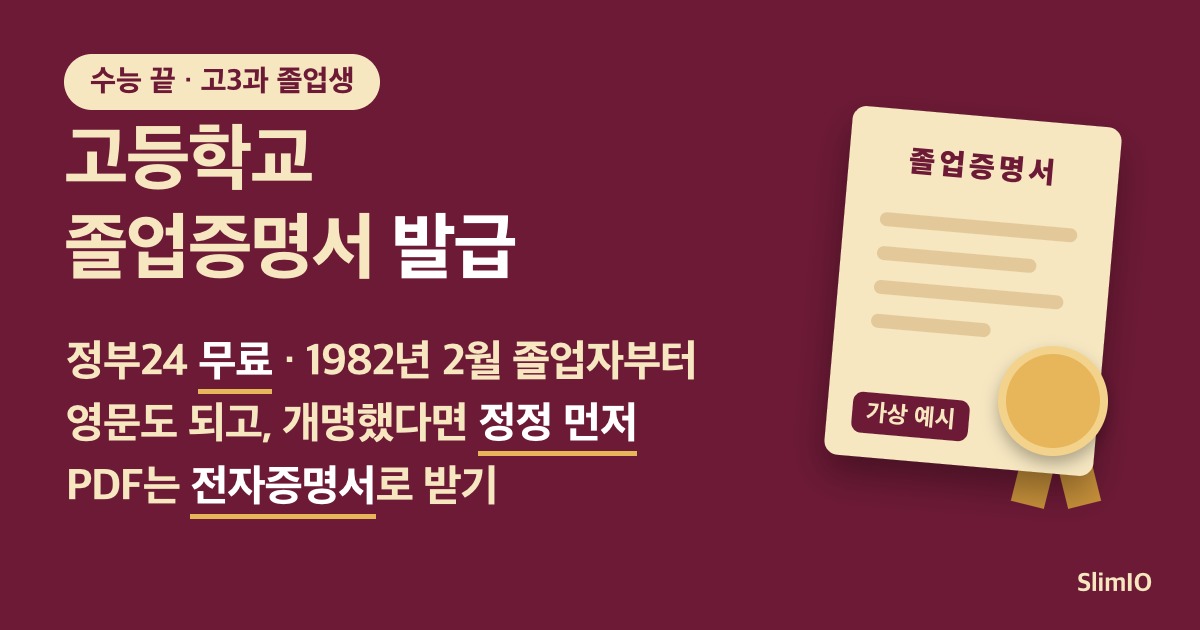 수능 끝 · 고3과 졸업생
고등학교
졸업증명서 발급
정부24 무료 · 1982년 2월 졸업자부터
영문도 되고, 개명했다면 정정 먼저
PDF는 전자증명서로 받기
졸업증명서
가상 예시
SlimIO